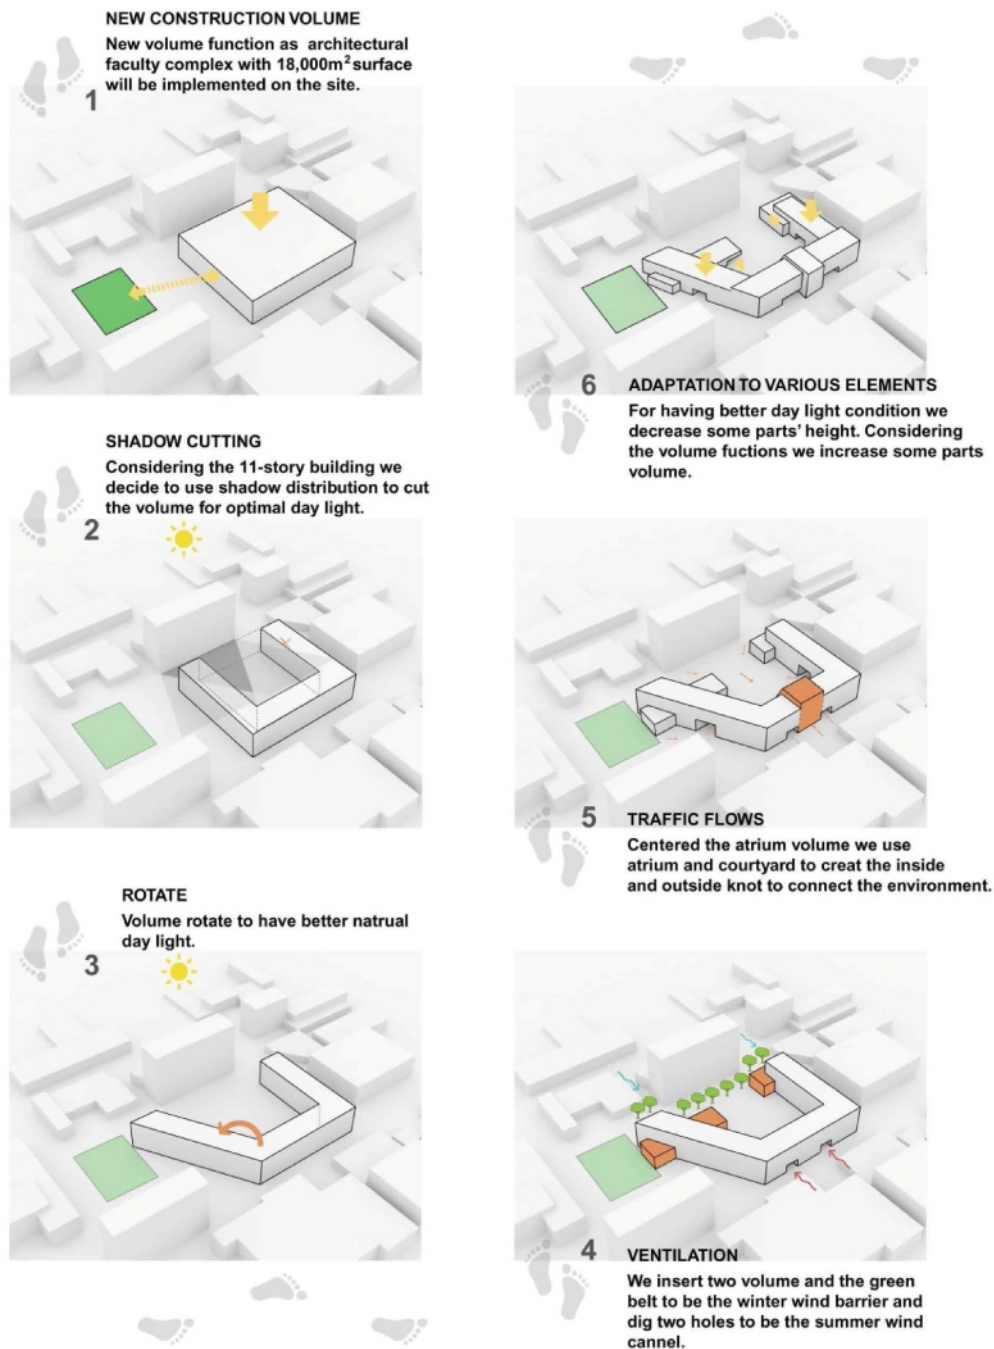 NEW CONSTRUCTION VOLUME
New volume function as architectural
faculty complex with 18,000m² surface
will be implemented on the site.
1
SHADOW CUTTING
Considering the 11-story building we
decide to use shadow distribution to cut
the volume for optimal day light.
2
ROTATE
Volume rotate to have better natrual
day light.
3
4
VENTILATION
We insert two volume and the green
belt to be the winter wind barrier and
dig two holes to be the summer wind
cannel.
5
TRAFFIC FLOWS
Centered the atrium volume we use
atrium and courtyard to creat the inside
and outside knot to connect the environment.
6
ADAPTATION TO VARIOUS ELEMENTS
For having better day light condition we
decrease some parts' height. Considering
the volume fuctions we increase some parts
volume.